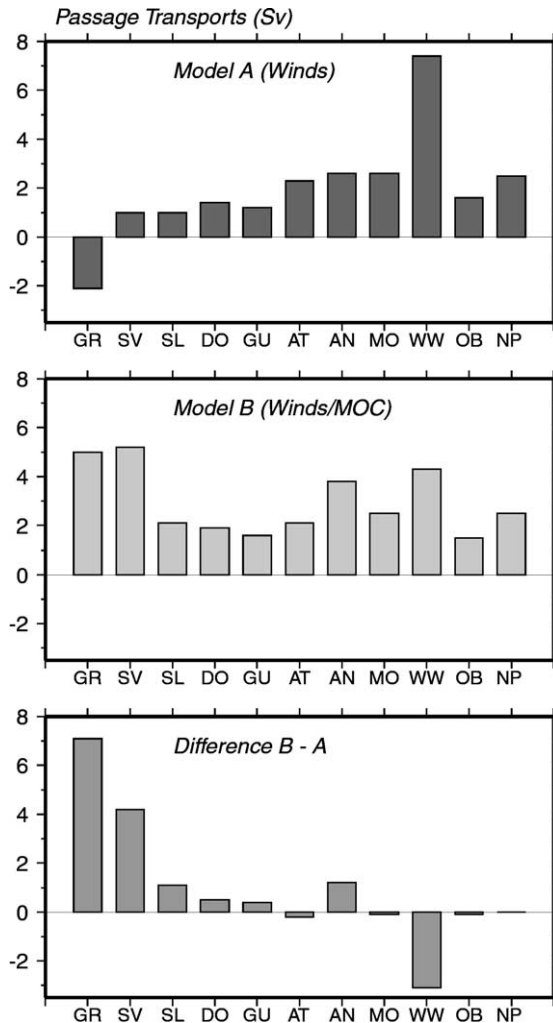 Passage Transports (Sv)
8
Model A (Winds)
6
4
2
0
-2
GR SV SL DO GU AT AN MO WW OB NP
8
Model B (Winds/MOC)
6
4
2
0
-2
GR SV SL DO GU AT AN MO WW OB NP
8
Difference B - A
6
4
2
0
-2
GR SV SL DO GU AT AN MO WW OB NP